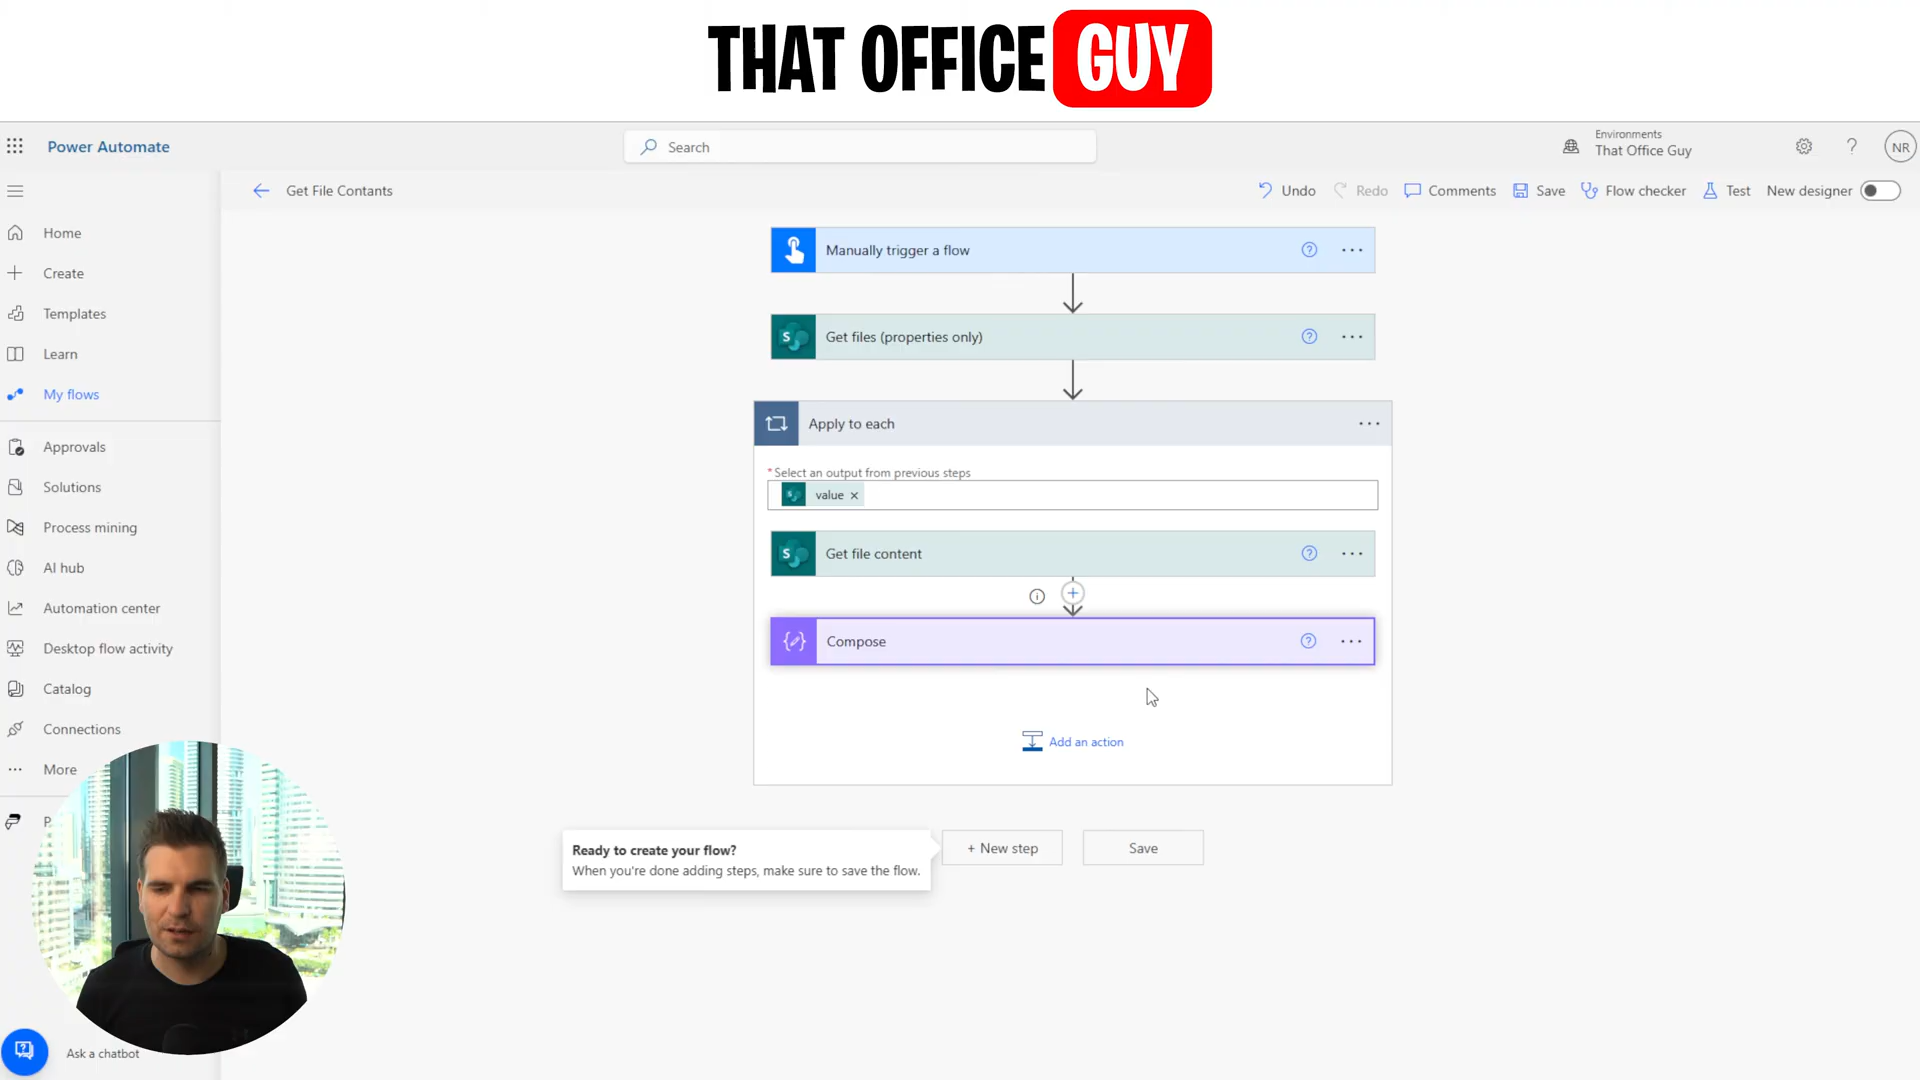 THAT OFFICE GUY
Power Automate
Search
Environments
That Office Guy
?
NR
Get File Contants
Undo
Redo
Comments
Save
Flow checker
Test
New designer
Home
Create
Templates
Learn
My flows
Approvals
Solutions
Process mining
AI hub
Automation center
Desktop flow activity
Catalog
Connections
More
P
Ask a chatbot
Manually trigger a flow
Get files (properties only)
Apply to each
* Select an output from previous steps
value ×
Get file content
Compose
Add an action
Ready to create your flow?
When you're done adding steps, make sure to save the flow.
+ New step
Save